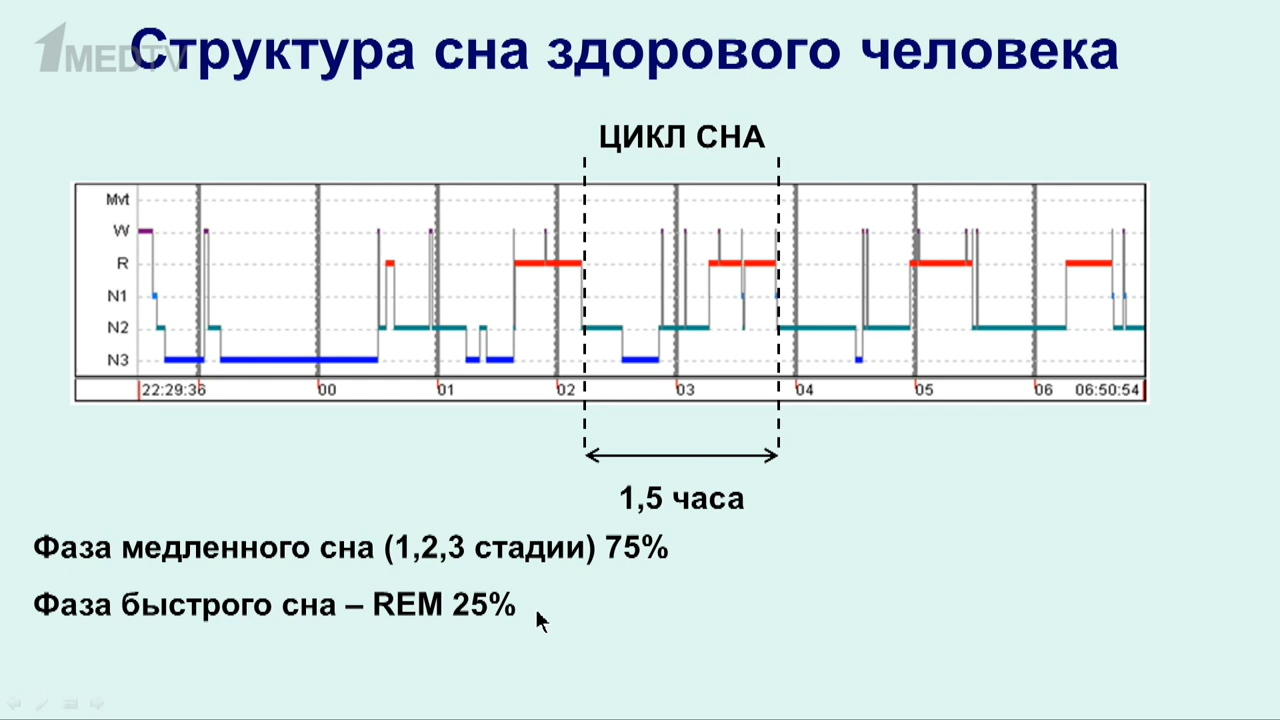 1MEDTV
Структура сна здорового человека
ЦИКЛ СНА
Mvt
W
R
N1
N2
N3
22:29:36 00 01 02 03 04 05 06 06:50:54
1,5 часа
Фаза медленного сна (1,2,3 стадии) 75%
Фаза быстрого сна – REM 25%